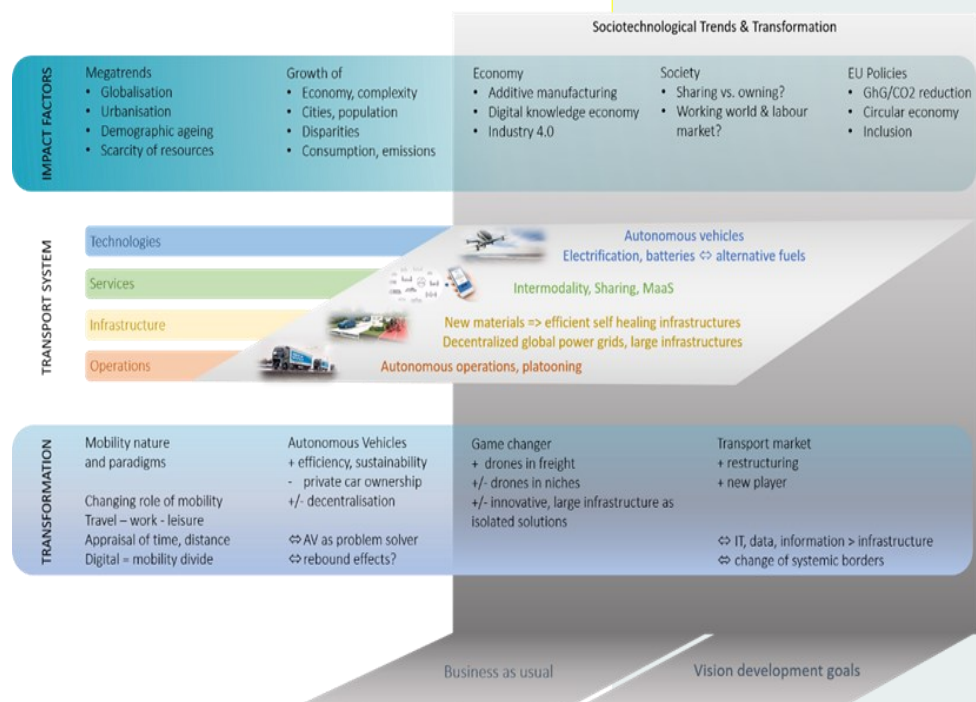 Sociotechnological Trends & Transformation
IMPACT FACTORS
Megatrends
• Globalisation
• Urbanisation
• Demographic ageing
• Scarcity of resources
Growth of
• Economy, complexity
• Cities, population
• Disparities
• Consumption, emissions
Economy
• Additive manufacturing
• Digital knowledge economy
• Industry 4.0
Society
• Sharing vs. owning?
• Working world & labour
market?
EU Policies
• GhG/CO2 reduction
• Circular economy
• Inclusion
TRANSPORT SYSTEM
Technologies
Autonomous vehicles
Electrification, batteries ⇔ alternative fuels
Services
Intermodality, Sharing, MaaS
Infrastructure
New materials => efficient self healing infrastructures
Decentralized global power grids, large infrastructures
Operations
Autonomous operations, platooning
TRANSFORMATION
Mobility nature
and paradigms
Changing role of mobility
Travel – work - leisure
Appraisal of time, distance
Digital = mobility divide
Autonomous Vehicles
+ efficiency, sustainability
- private car ownership
+/- decentralisation
⇔ AV as problem solver
⇔ rebound effects?
Game changer
+ drones in freight
+/- drones in niches
+/- innovative, large infrastructure as
isolated solutions
Transport market
+ restructuring
+ new player
⇔ IT, data, information > infrastructure
⇔ change of systemic borders
Business as usual
Vision development goals